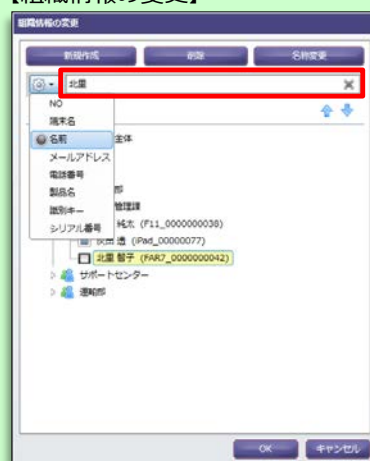 【組織情報の変更】
組織情報の変更
新規作成 削除 名称変更
北里
NO
端末名
名前
全体
メールアドレス
電話番号
製品名
部
識別キー
管理課
シリアル番号
純太 (F11_0000000038)
透 (iPad_00000077)
北里 智子 (FAR7_0000000042)
サポートセンター
運輸部
OK キャンセル